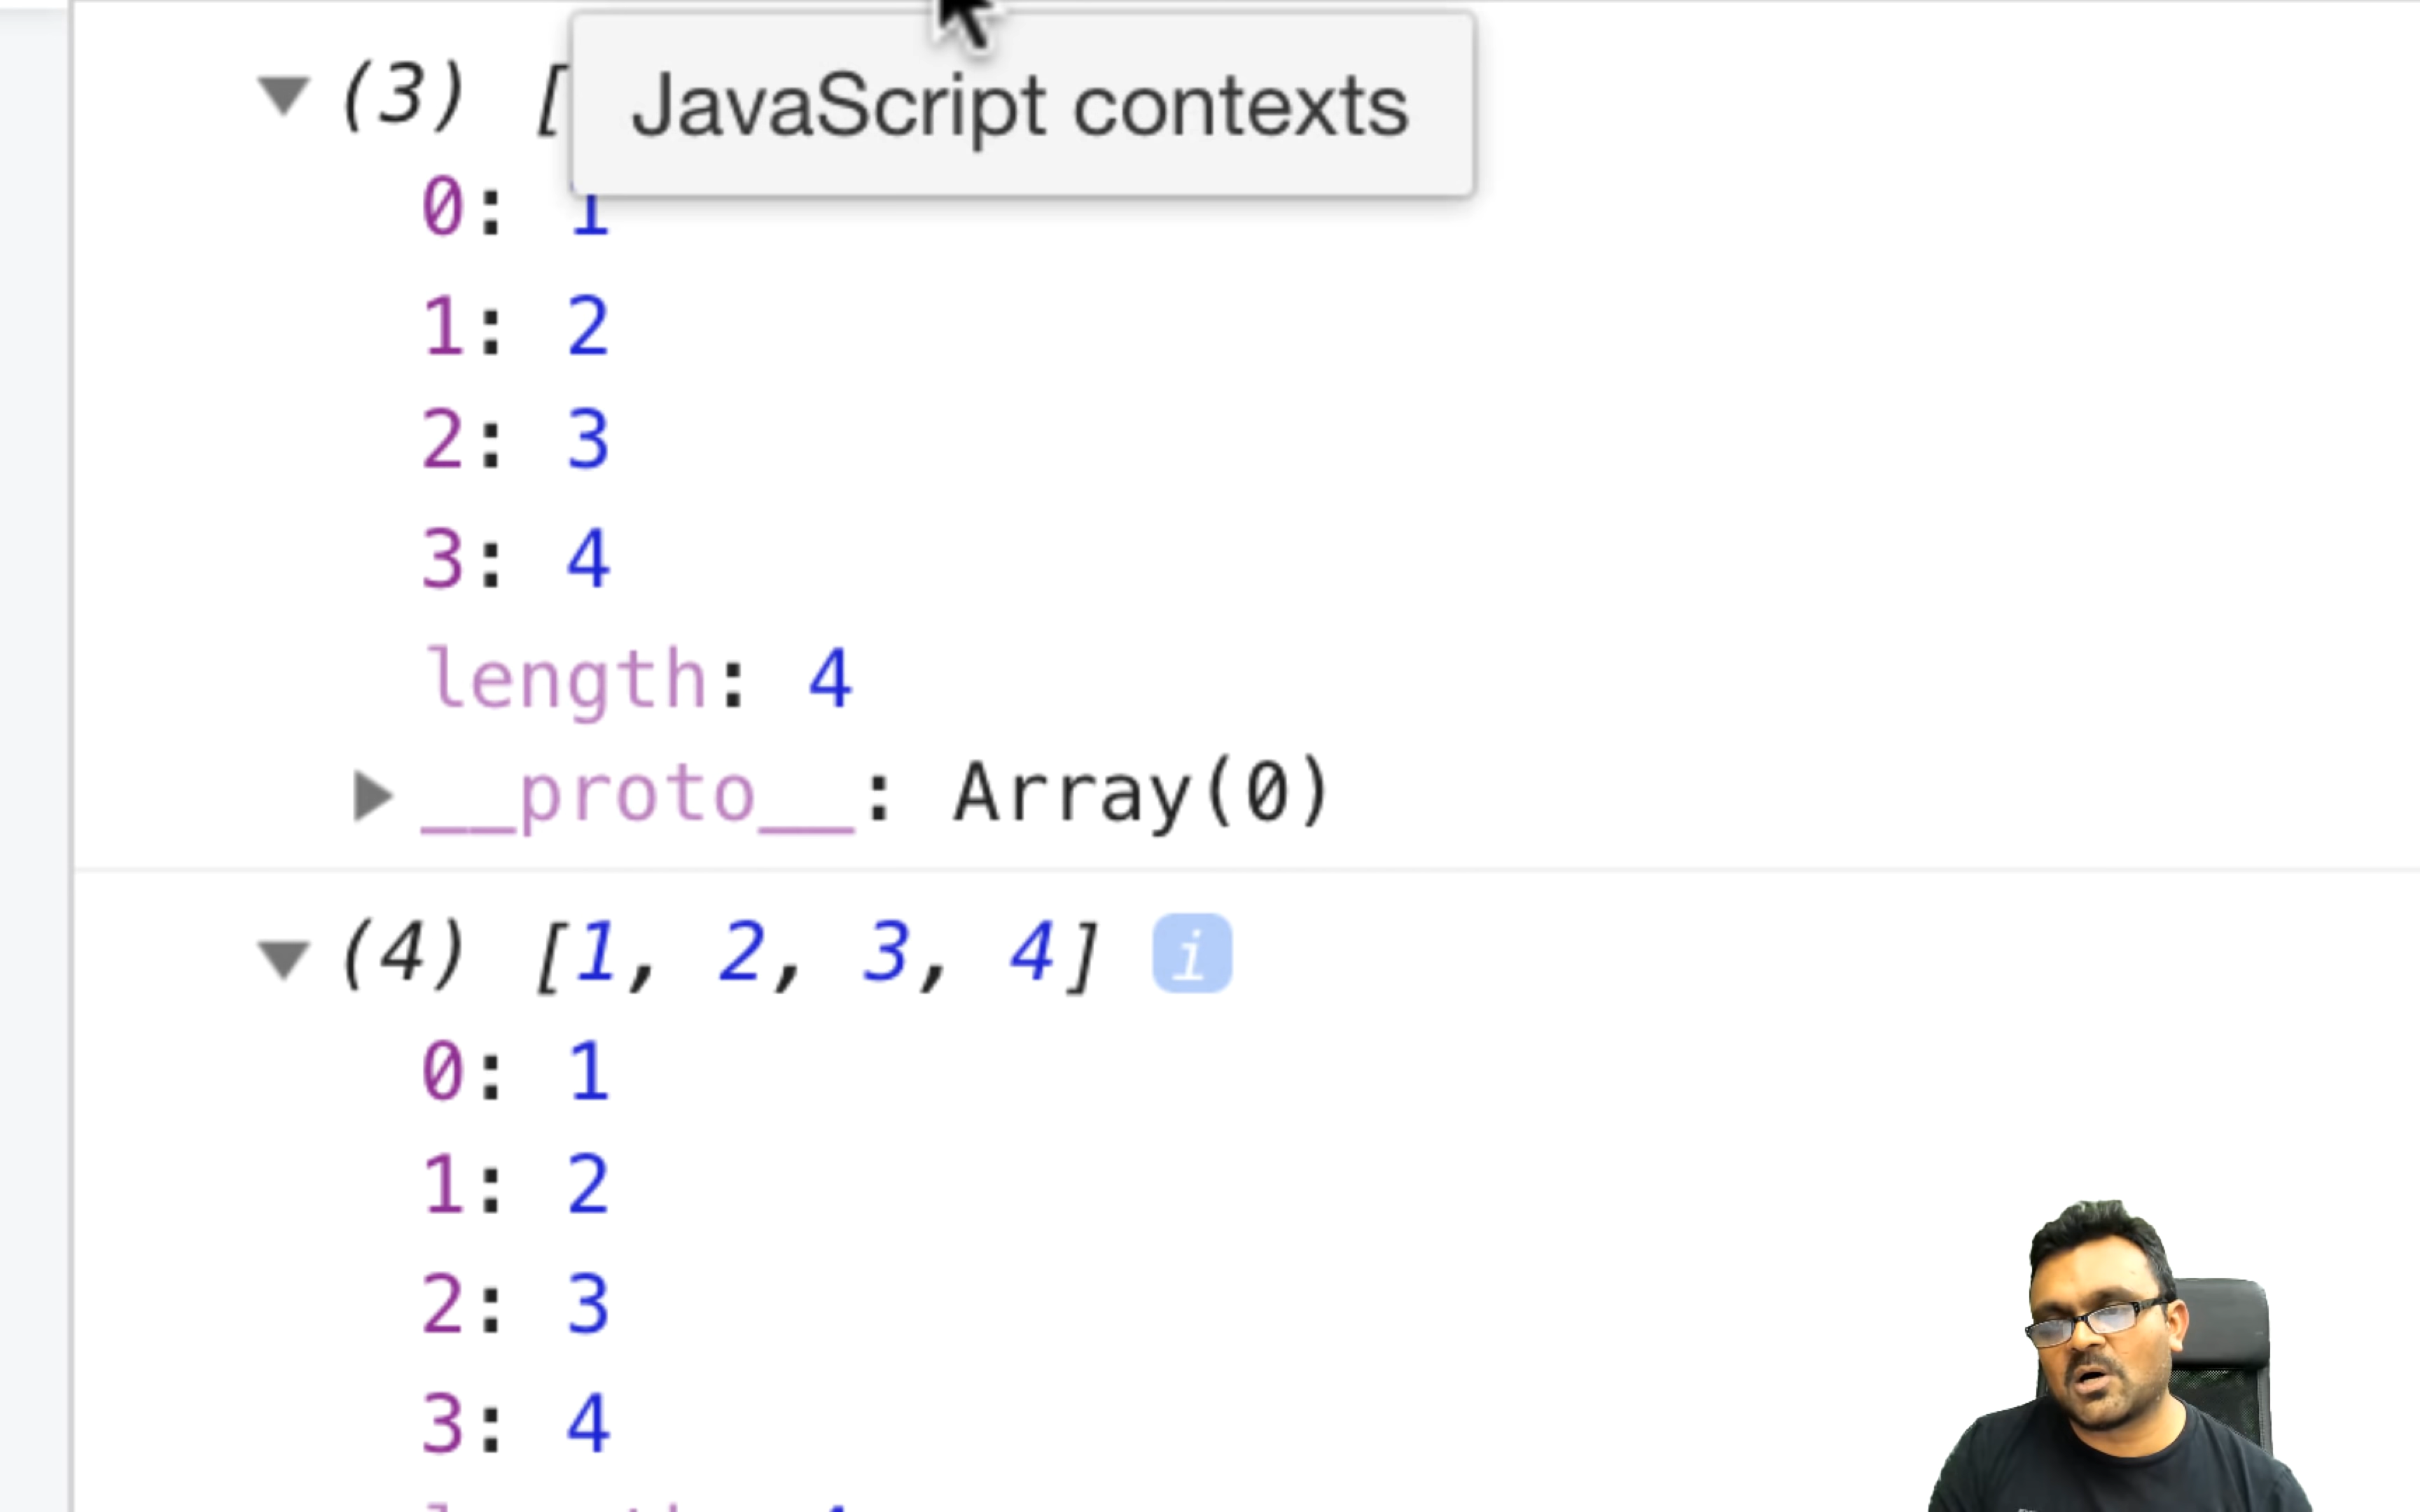 (3) [
JavaScript contexts
0: 1
1: 2
2: 3
3: 4
length: 4
__proto__: Array(0)
(4) [1, 2, 3, 4] i
0: 1
1: 2
2: 3
3: 4